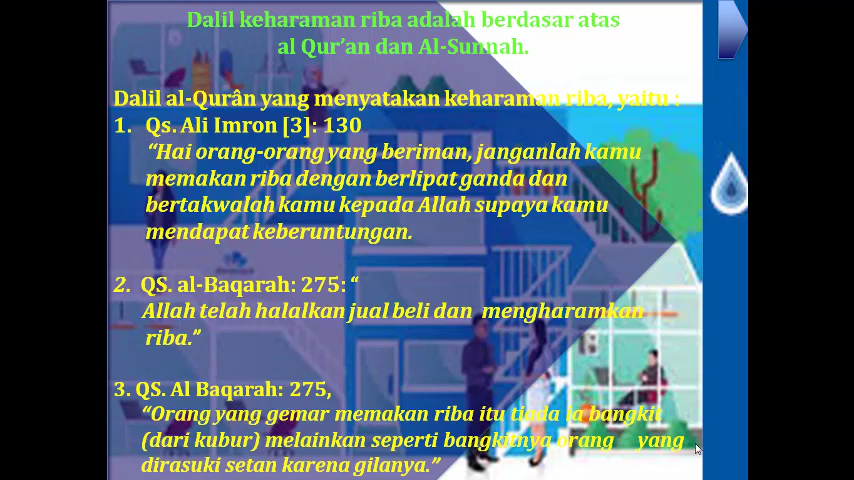 Dalil keharaman riba adalah berdasar atas
al Qur’an dan Al-Sunnah.
Dalil al-Qurân yang menyatakan keharaman riba, yaitu :
1. Qs. Ali Imron [3]: 130
“Hai orang-orang yang beriman, janganlah kamu
memakan riba dengan berlipat ganda dan
bertakwalah kamu kepada Allah supaya kamu
mendapat keberuntungan.
2. QS. al-Baqarah: 275: “
Allah telah halalkan jual beli dan mengharamkan
riba.”
3. QS. Al Baqarah: 275,
“Orang yang gemar memakan riba itu tiada ia bangkit
(dari kubur) melainkan seperti bangkitnya orang yang
dirasuki setan karena gilanya.”